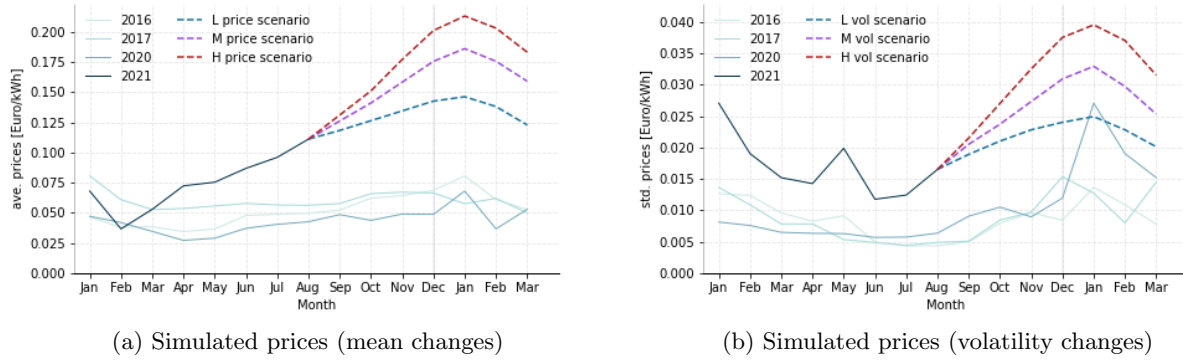 2016
2017
2020
2021
L price scenario
M price scenario
H price scenario
0.200
0.175
0.150
0.125
0.100
0.075
0.050
0.025
0.000
ave. prices [Euro/kWh]
Jan Feb Mar Apr May Jun Jul Aug Sep Oct Nov Dec Jan Feb Mar
Month
(a) Simulated prices (mean changes)
2016
2017
2020
2021
L vol scenario
M vol scenario
H vol scenario
0.040
0.035
0.030
0.025
0.020
0.015
0.010
0.005
0.000
std. prices [Euro/kWh]
Jan Feb Mar Apr May Jun Jul Aug Sep Oct Nov Dec Jan Feb Mar
Month
(b) Simulated prices (volatility changes)